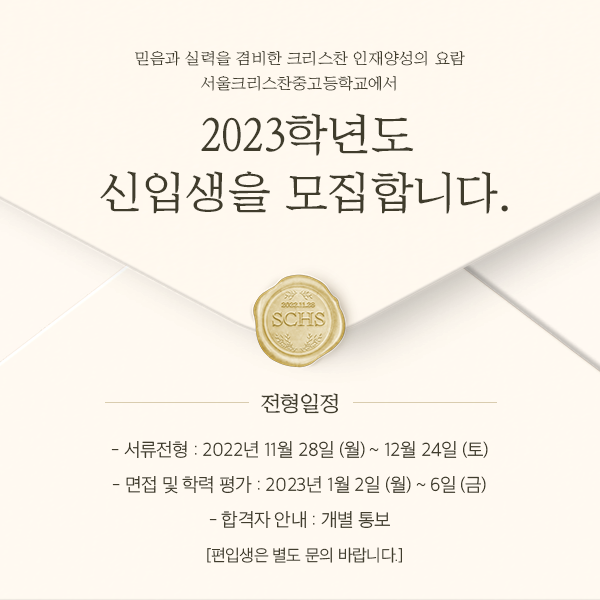 믿음과 실력을 겸비한 크리스찬 인재양성의 요람
서울크리스찬중고등학교에서
2023학년도
신입생을 모집합니다.
2022.11.28
SCHS
전형일정
- 서류전형 : 2022년 11월 28일 (월) ~ 12월 24일 (토)
- 면접 및 학력 평가 : 2023년 1월 2일 (월) ~ 6일 (금)
- 합격자 안내 : 개별 통보
[편입생은 별도 문의 바랍니다.]